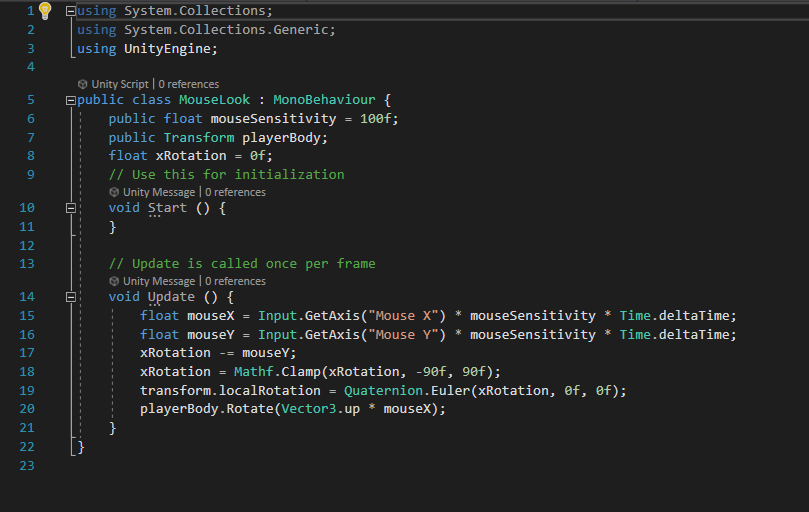 1 using System.Collections;
2 using System.Collections.Generic;
3 using UnityEngine;
4
Unity Script | 0 references
5 public class MouseLook : MonoBehaviour {
6 public float mouseSensitivity = 100f;
7 public Transform playerBody;
8 float xRotation = 0f;
9 // Use this for initialization
Unity Message | 0 references
10 void Start () {
11 }
12
13 // Update is called once per frame
Unity Message | 0 references
14 void Update () {
15 float mouseX = Input.GetAxis("Mouse X") * mouseSensitivity * Time.deltaTime;
16 float mouseY = Input.GetAxis("Mouse Y") * mouseSensitivity * Time.deltaTime;
17 xRotation -= mouseY;
18 xRotation = Mathf.Clamp(xRotation, -90f, 90f);
19 transform.localRotation = Quaternion.Euler(xRotation, 0f, 0f);
20 playerBody.Rotate(Vector3.up * mouseX);
21 }
22 }
23